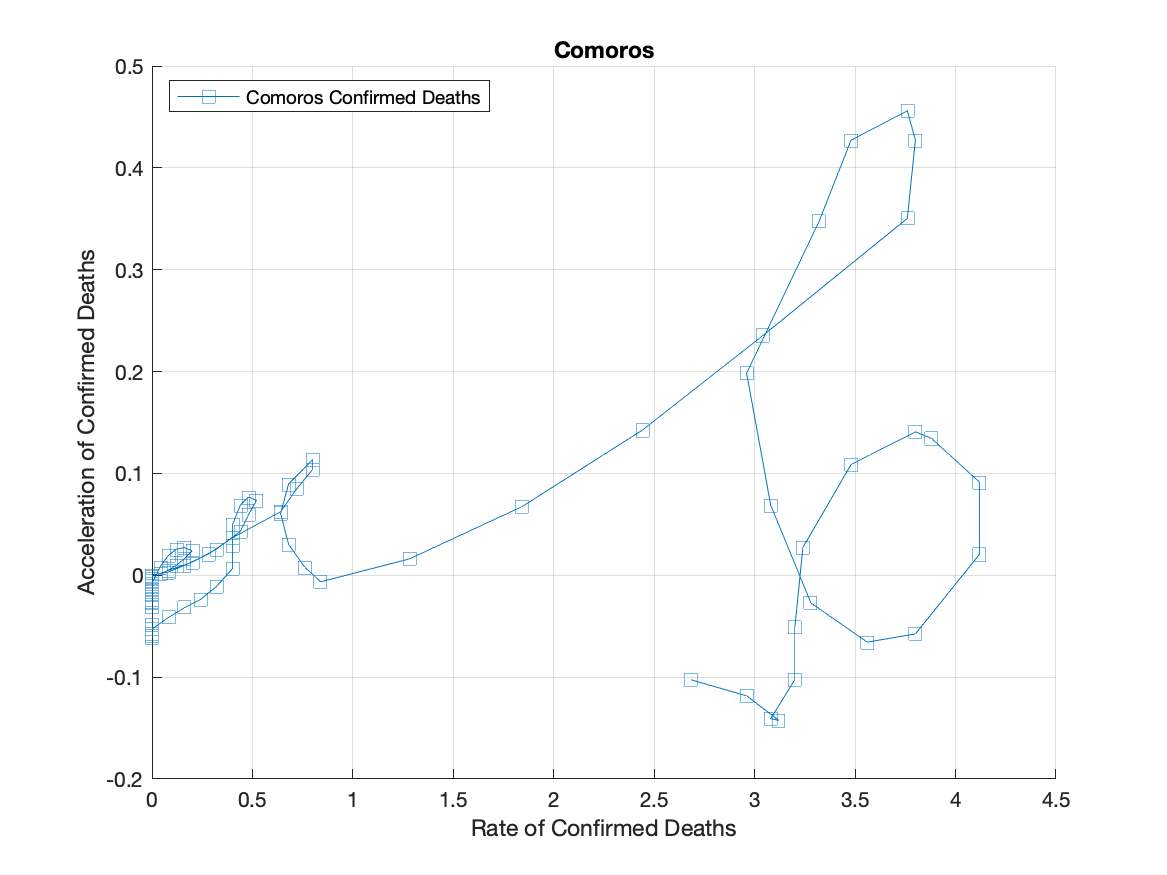 Comoros
Comoros Confirmed Deaths
Acceleration of Confirmed Deaths
0.5
0.4
0.3
0.2
0.1
0
-0.1
-0.2
0 0.5 1 1.5 2 2.5 3 3.5 4 4.5
Rate of Confirmed Deaths